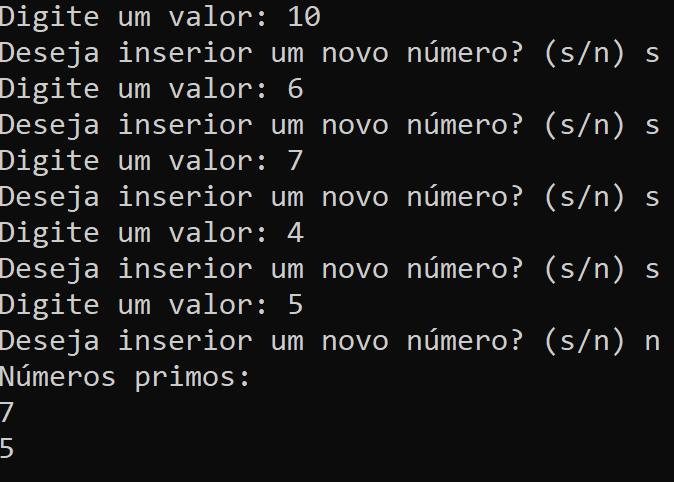 Digite um valor: 10
Deseja inserior um novo número? (s/n) s
Digite um valor: 6
Deseja inserior um novo número? (s/n) s
Digite um valor: 7
Deseja inserior um novo número? (s/n) s
Digite um valor: 4
Deseja inserior um novo número? (s/n) s
Digite um valor: 5
Deseja inserior um novo número? (s/n) n
Números primos:
7
5